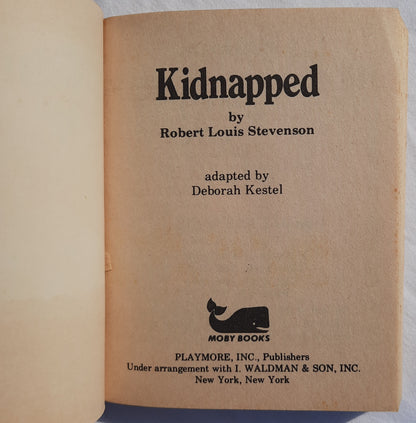 Kidnapped
by
Robert Louis Stevenson
adapted by
Deborah Kestel
MOBY BOOKS
PLAYMORE, INC., Publishers
Under arrangement with I. WALDMAN & SON, INC.
New York, New York